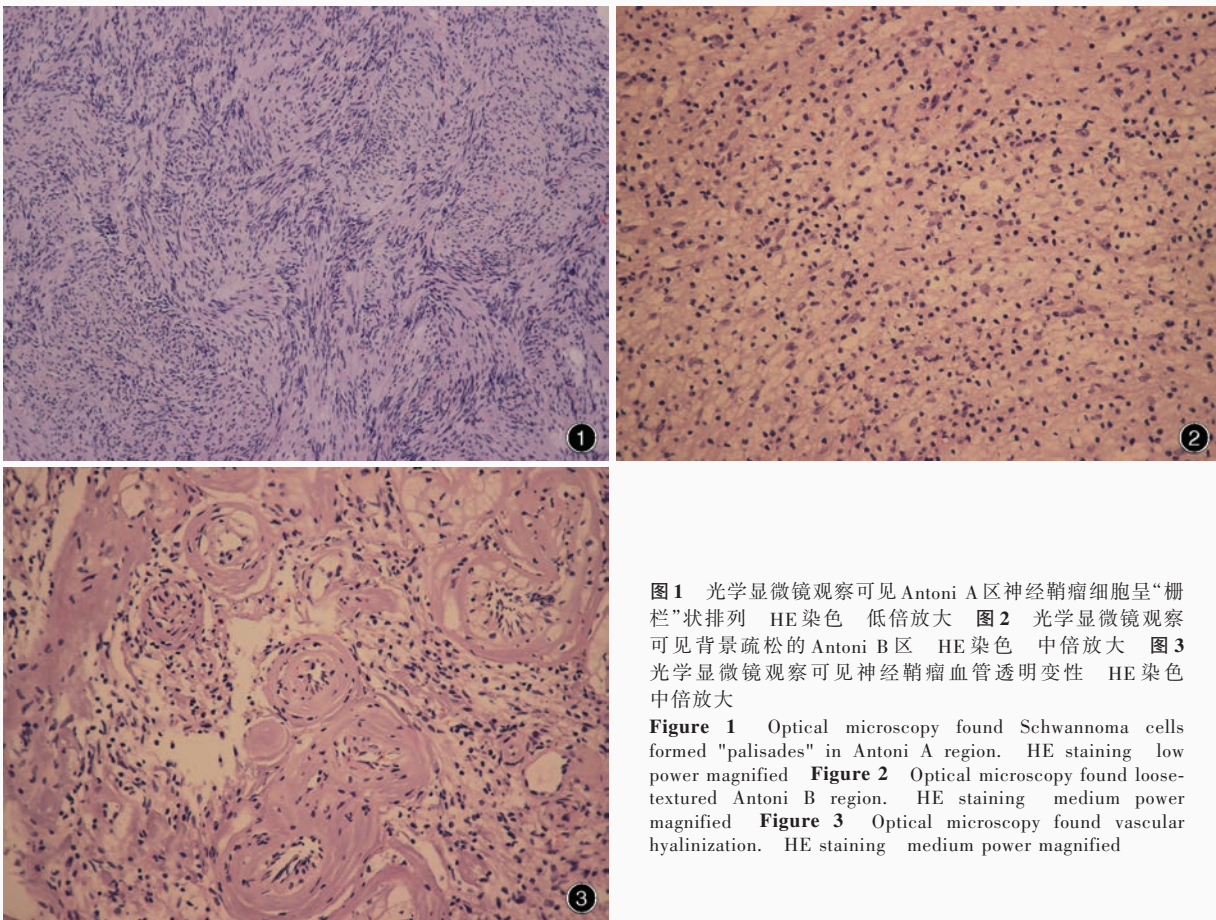 1
2
3
图1 光学显微镜观察可见Antoni A区神经鞘瘤细胞呈“栅
栏”状排列 HE染色 低倍放大 图2 光学显微镜观察
可见背景疏松的Antoni B区 HE染色 中倍放大 图3
光学显微镜观察可见神经鞘瘤血管透明变性 HE染色
中倍放大
Figure 1 Optical microscopy found Schwannoma cells
formed "palisades" in Antoni A region. HE staining low
power magnified Figure 2 Optical microscopy found loose-
textured Antoni B region. HE staining medium power
magnified Figure 3 Optical microscopy found vascular
hyalinization. HE staining medium power magnified